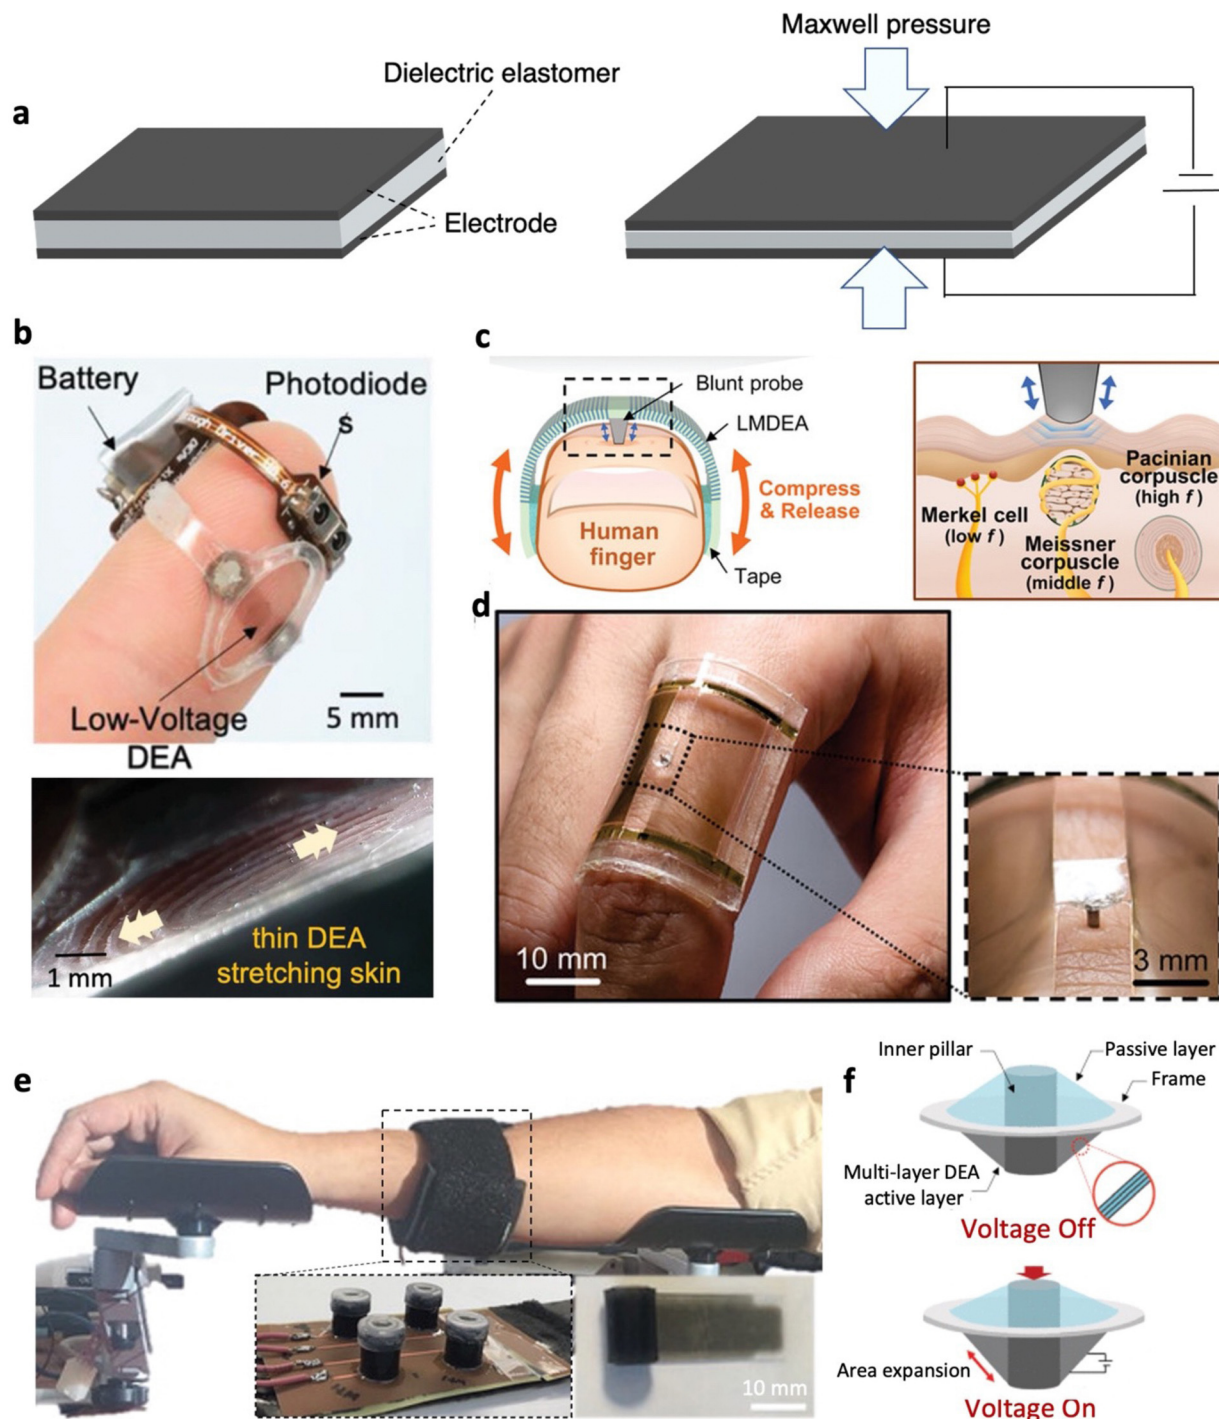 a
Dielectric elastomer
Electrode
Maxwell pressure
b
Battery
Photodiode
s
Low-Voltage
DEA
5 mm
1 mm
thin DEA
stretching skin
c
Blunt probe
LMDEA
Compress
& Release
Human
finger
Tape
Merkel cell
(low f)
Meissner
corpuscle
(middle f)
Pacinian
corpuscle
(high f)
d
10 mm
3 mm
e
10 mm
f
Inner pillar
Passive layer
Frame
Multi-layer DEA
active layer
Voltage Off
Area expansion
Voltage On